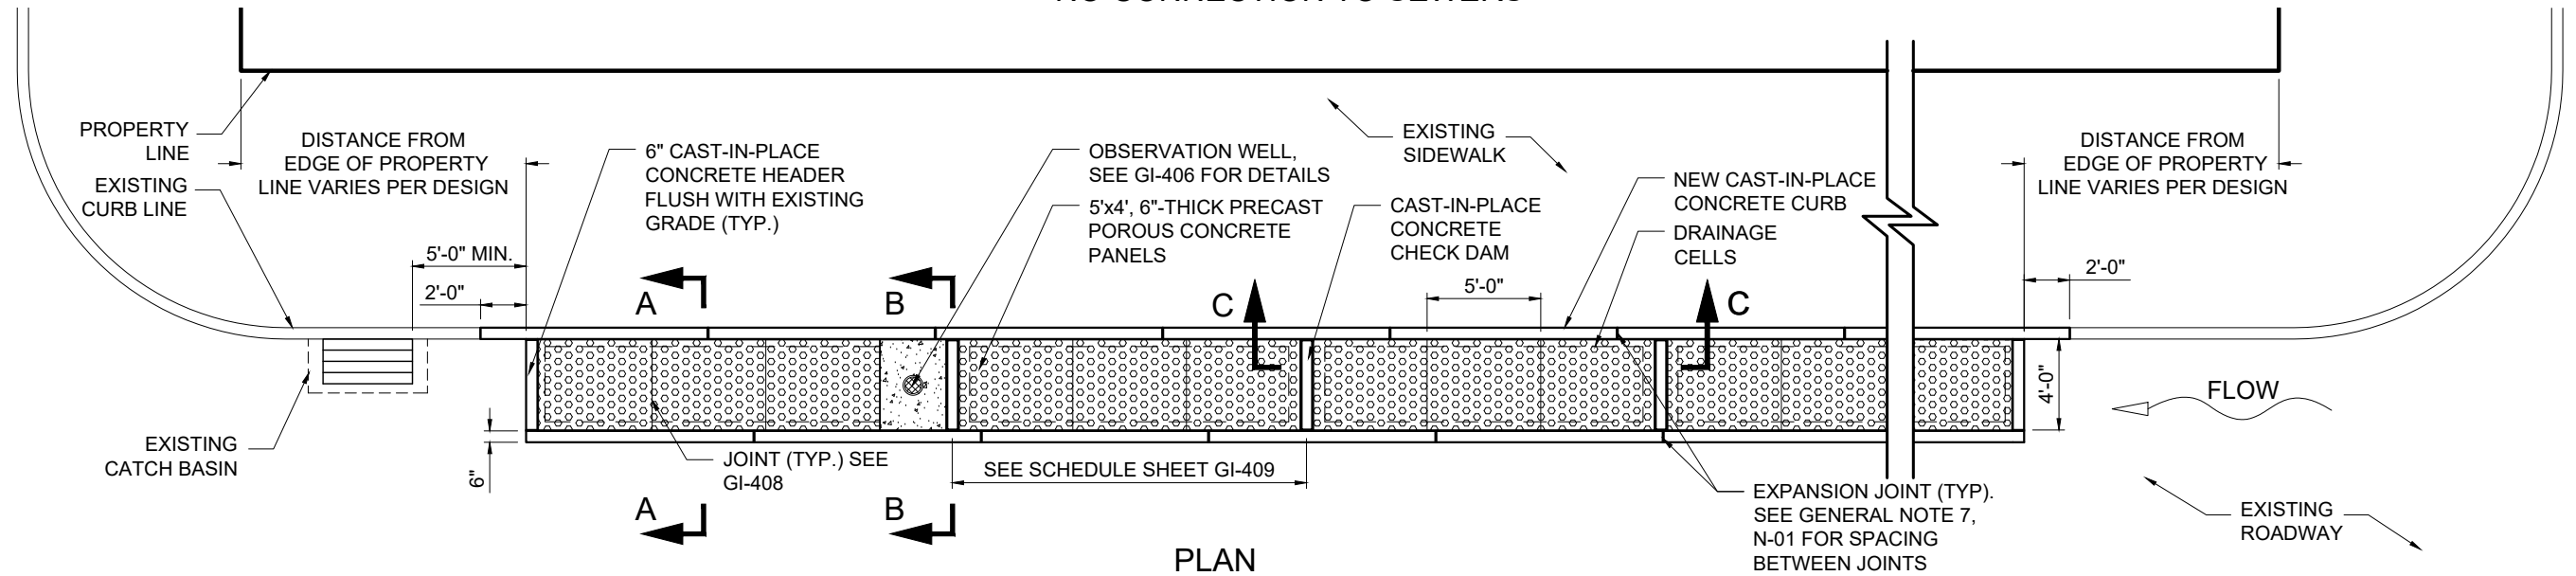 NO CONNECTION TO SEWERS
PROPERTY
LINE
DISTANCE FROM
EDGE OF PROPERTY
LINE VARIES PER DESIGN
EXISTING
CURB LINE
6" CAST-IN-PLACE
CONCRETE HEADER
FLUSH WITH EXISTING
GRADE (TYP.)
OBSERVATION WELL,
SEE GI-406 FOR DETAILS
5'x4', 6"-THICK PRECAST
POROUS CONCRETE
PANELS
EXISTING
SIDEWALK
CAST-IN-PLACE
CONCRETE
CHECK DAM
NEW CAST-IN-PLACE
CONCRETE CURB
DRAINAGE
CELLS
DISTANCE FROM
EDGE OF PROPERTY
LINE VARIES PER DESIGN
5'-0" MIN.
2'-0"
A
B
C
5'-0"
C
2'-0"
4'-0"
FLOW
EXISTING
CATCH BASIN
6"
JOINT (TYP.) SEE
GI-408
SEE SCHEDULE SHEET GI-409
A
B
EXPANSION JOINT (TYP).
SEE GENERAL NOTE 7,
N-01 FOR SPACING
BETWEEN JOINTS
EXISTING
ROADWAY
PLAN